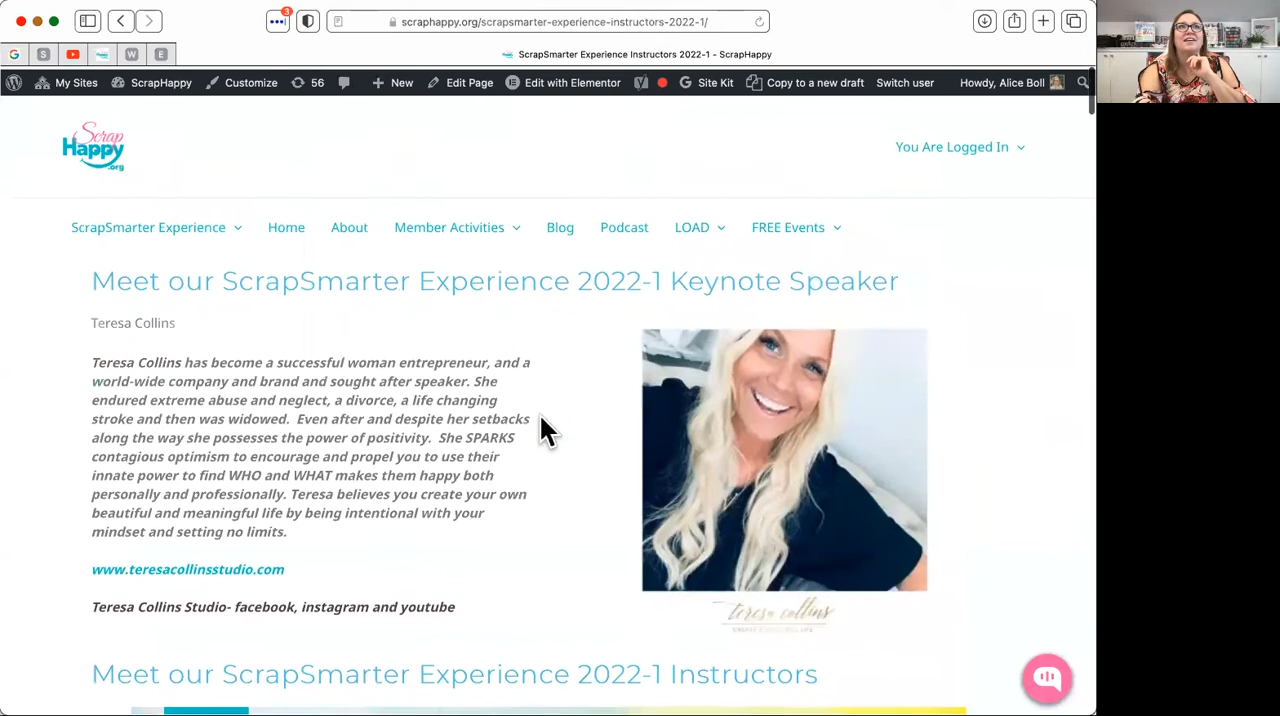 3
scraphappy.org/scrapsmarter-experience-instructors-2022-1/
G S W E
ScrapSmarter Experience Instructors 2022-1 - ScrapHappy
My Sites ScrapHappy Customize 56 New Edit Page Edit with Elementor Site Kit Copy to a new draft Switch user Howdy, Alice Boll
Scrap
Happy
.org
You Are Logged In
ScrapSmarter Experience Home About Member Activities Blog Podcast LOAD FREE Events
Meet our ScrapSmarter Experience 2022-1 Keynote Speaker
Teresa Collins
Teresa Collins has become a successful woman entrepreneur, and a
world-wide company and brand and sought after speaker. She
endured extreme abuse and neglect, a divorce, a life changing
stroke and then was widowed. Even after and despite her setbacks
along the way she possesses the power of positivity. She SPARKS
contagious optimism to encourage and propel you to use their
innate power to find WHO and WHAT makes them happy both
personally and professionally. Teresa believes you create your own
beautiful and meaningful life by being intentional with your
mindset and setting no limits.
www.teresacollinsstudio.com
Teresa Collins Studio- facebook, instagram and youtube
teresa collins
Meet our ScrapSmarter Experience 2022-1 Instructors